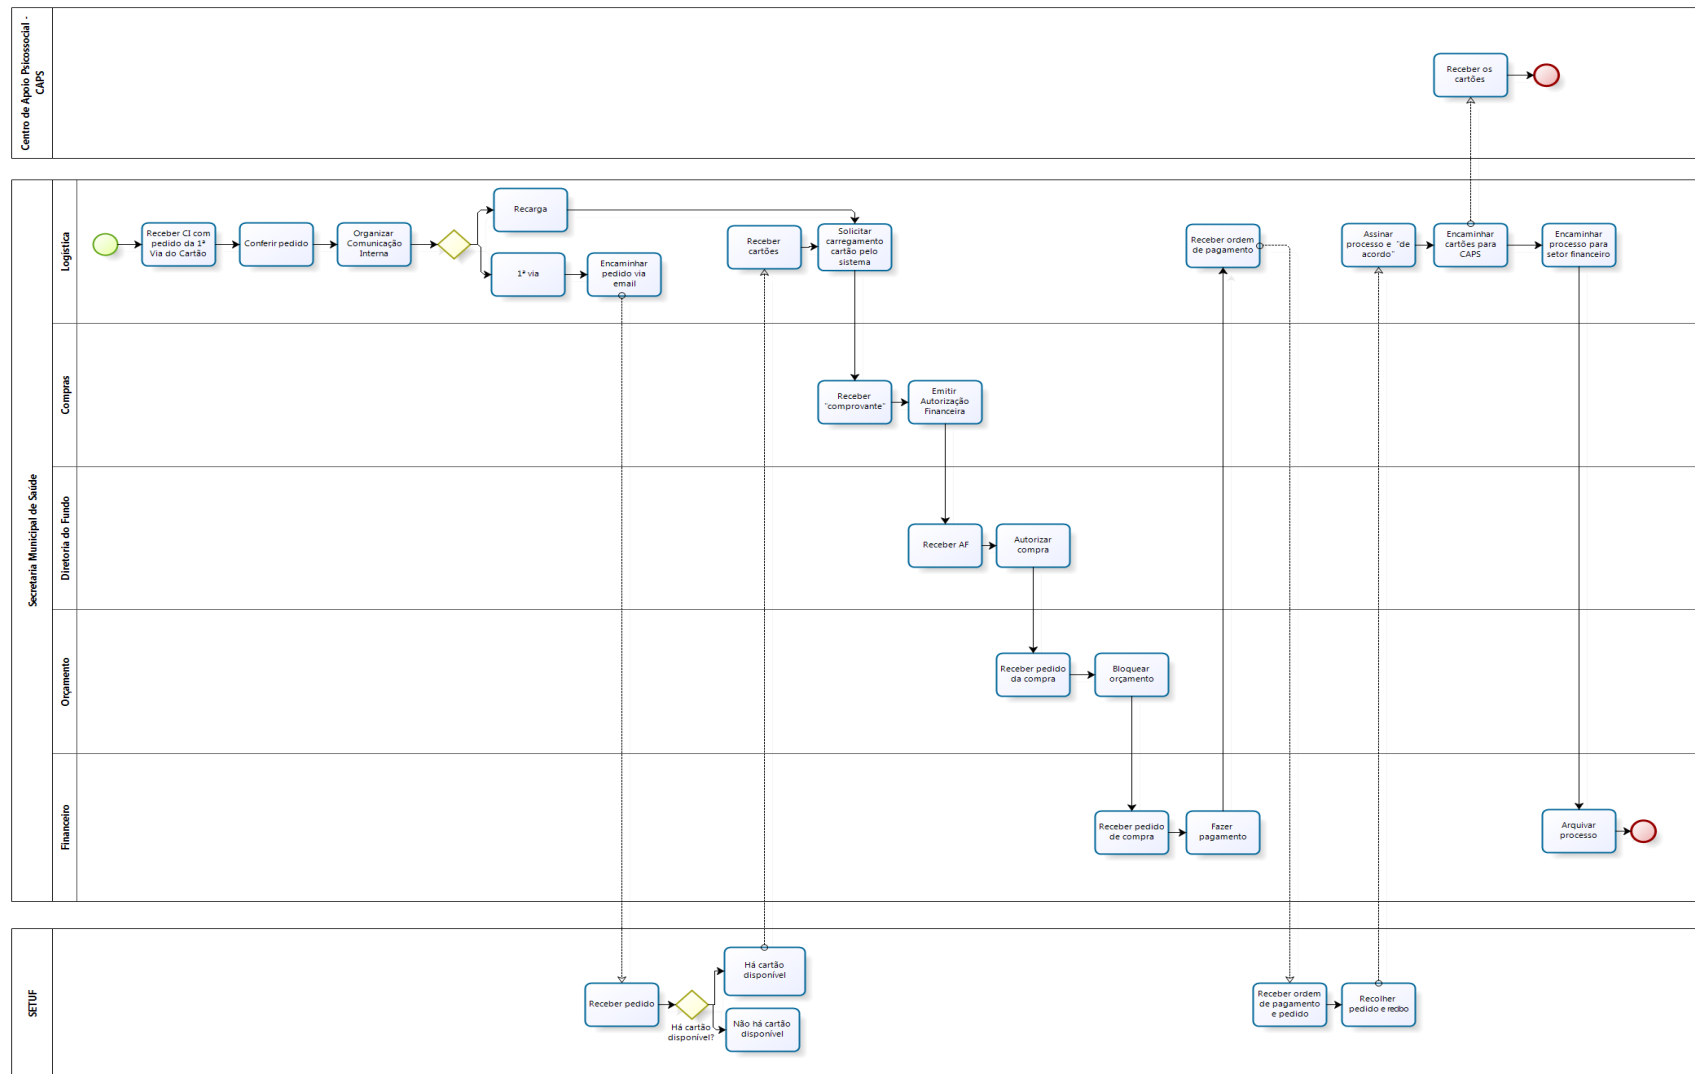 Centro de Apoio Psicossocial -
CAPS
Receber os
cartões
Secretaria Municipal de Saúde
Logística
Receber CI com
pedido da 1ª
Via do Cartão
Conferir pedido
Organizar
Comunicação
Interna
Recarga
1ª via
Encaminhar
pedido via
email
Receber
cartões
Solicitar
carregamento
cartão pelo
sistema
Receber ordem
de pagamento
Assinar
processo e "de
acordo"
Encaminhar
cartões para
CAPS
Encaminhar
processo para
setor financeiro
Compras
Receber
"comprovante"
Emitir
Autorização
Financeira
Diretoria do Fundo
Receber AF
Autorizar
compra
Orçamento
Receber pedido
da compra
Bloquear
orçamento
Financeiro
Receber pedido
de compra
Fazer
pagamento
Arquivar
processo
SETUF
Receber pedido
Há cartão
disponível?
Há cartão
disponível
Não há cartão
disponível
Receber ordem
de pagamento
e pedido
Recolher
pedido e recibo